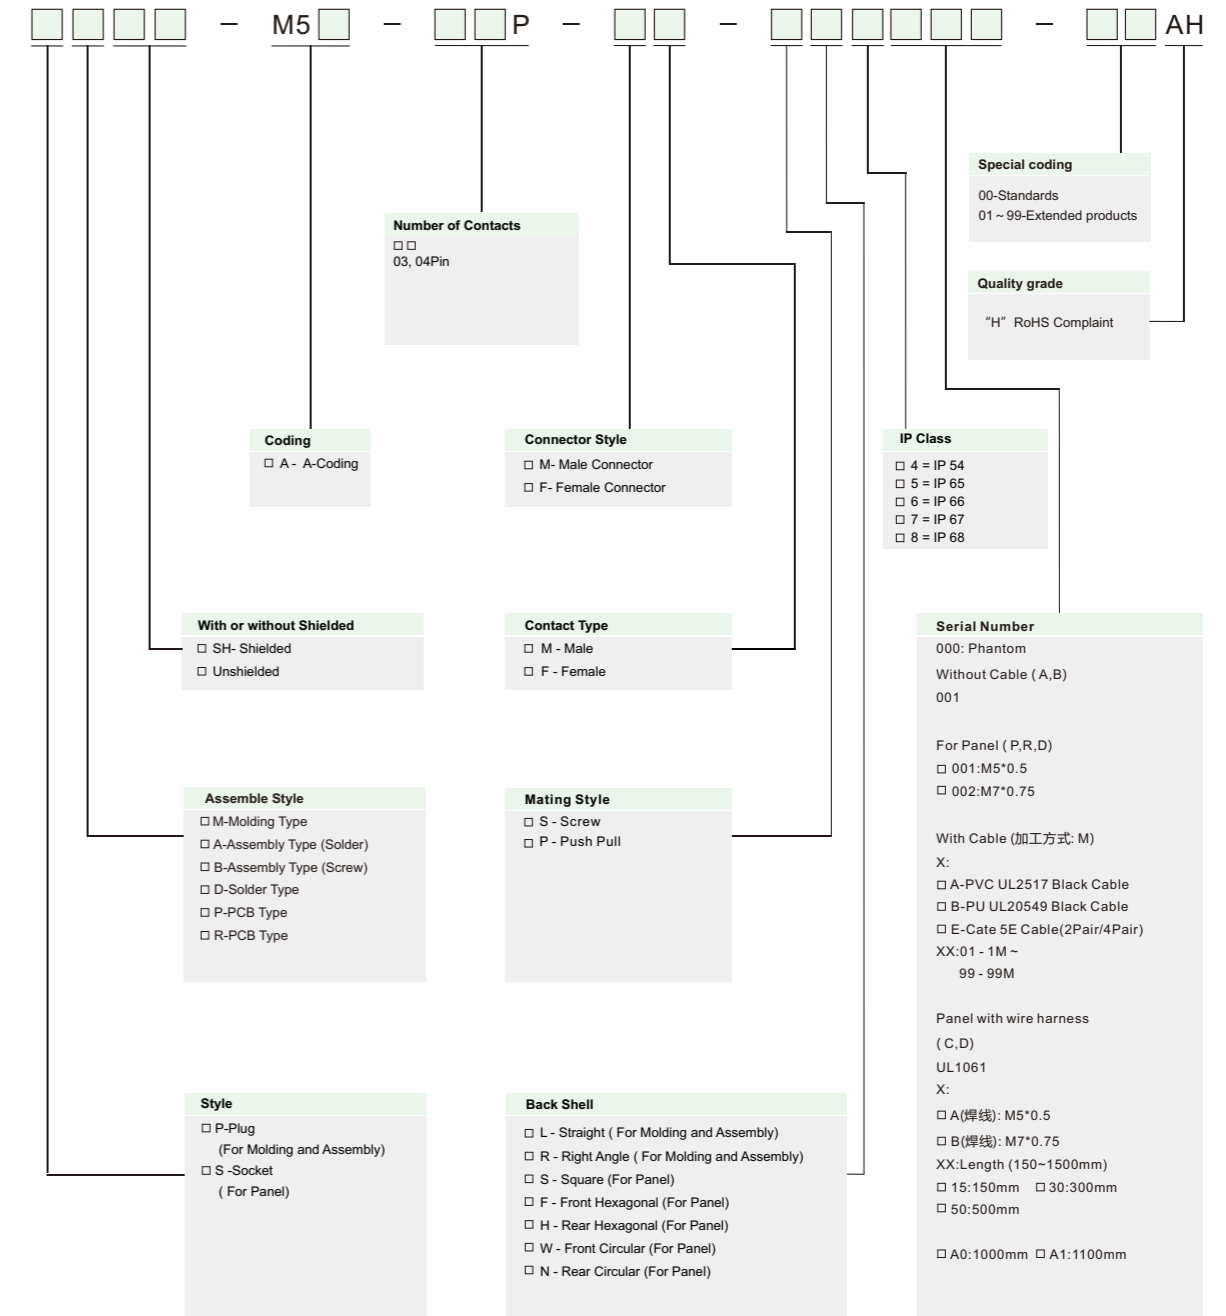 □□□□ – M5□ – □□P – □□ – □□□□□□ – □□AH
Special coding
00-Standards
01~99-Extended products
Number of Contacts
□□
03, 04Pin
Quality grade
“H” RoHS Complaint
Coding
□ A - A-Coding
Connector Style
□ M- Male Connector
□ F- Female Connector
IP Class
□ 4 = IP 54
□ 5 = IP 65
□ 6 = IP 66
□ 7 = IP 67
□ 8 = IP 68
With or without Shielded
□ SH- Shielded
□ Unshielded
Contact Type
□ M - Male
□ F - Female
Assemble Style
□ M-Molding Type
□ A-Assembly Type (Solder)
□ B-Assembly Type (Screw)
□ D-Solder Type
□ P-PCB Type
□ R-PCB Type
Mating Style
□ S - Screw
□ P - Push Pull
Style
□ P-Plug
(For Molding and Assembly)
□ S -Socket
( For Panel)
Back Shell
□ L - Straight ( For Molding and Assembly)
□ R - Right Angle ( For Molding and Assembly)
□ S - Square (For Panel)
□ F - Front Hexagonal (For Panel)
□ H - Rear Hexagonal (For Panel)
□ W - Front Circular (For Panel)
□ N - Rear Circular (For Panel)
Serial Number
000: Phantom
Without Cable ( A,B)
001
For Panel ( P,R,D)
□ 001:M5*0.5
□ 002:M7*0.75
With Cable (加工方式: M)
X:
□ A-PVC UL2517 Black Cable
□ B-PU UL20549 Black Cable
□ E-Cate 5E Cable(2Pair/4Pair)
XX:01 - 1M ~
99 - 99M
Panel with wire harness
( C,D)
UL1061
X:
□ A(焊线): M5*0.5
□ B(焊线): M7*0.75
XX:Length (150~1500mm)
□ 15:150mm □ 30:300mm
□ 50:500mm
□ A0:1000mm □ A1:1100mm